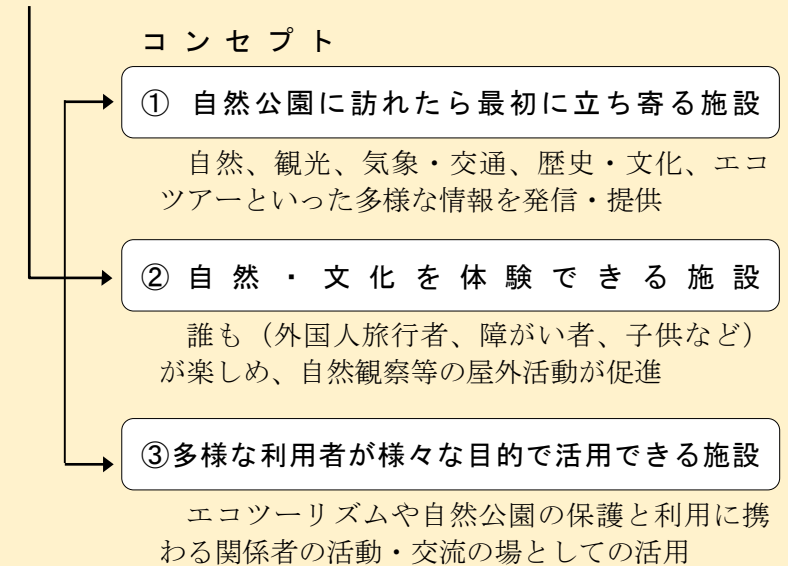 コンセプト
① 自然公園に訪れたら最初に立ち寄る施設
自然、観光、気象・交通、歴史・文化、エコ
ツアーといった多様な情報を発信・提供
② 自然・文化を体験できる施設
誰も（外国人旅行者、障がい者、子供など）
が楽しめ、自然観察等の屋外活動が促進
③多様な利用者が様々な目的で活用できる施設
エコツーリズムや自然公園の保護と利用に携
わる関係者の活動・交流の場としての活用